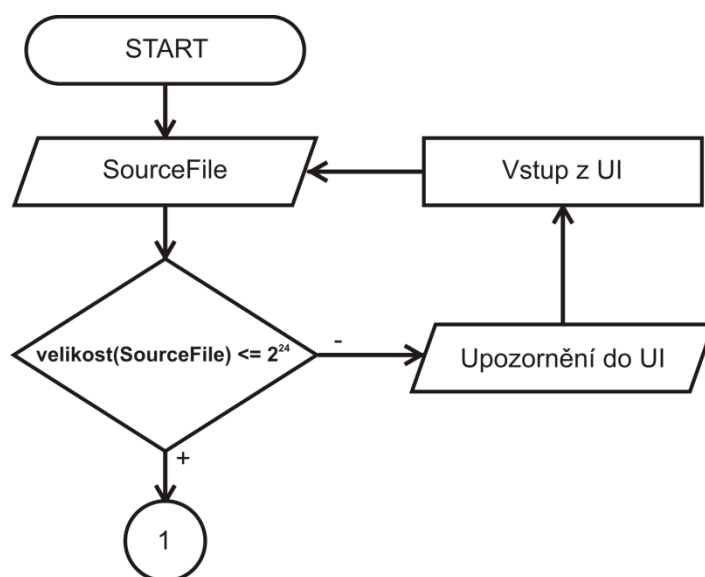 START
SourceFile
Vstup z UI
velikost(SourceFile) <= 2²⁴
-
Upozornění do UI
+
1